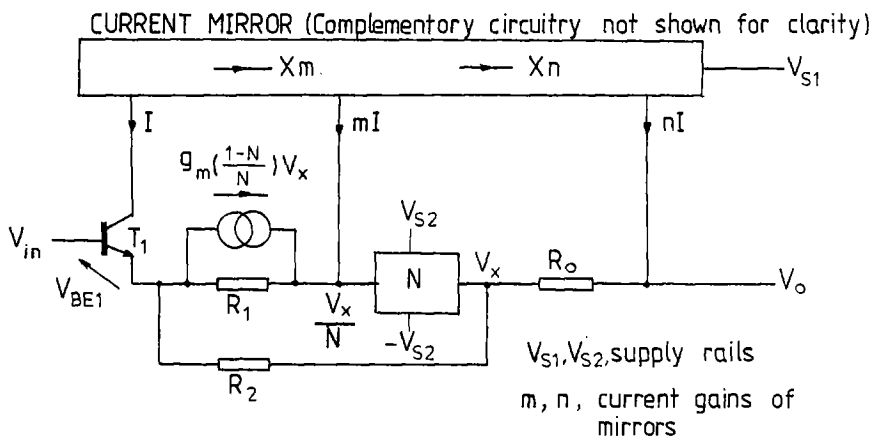 CURRENT MIRROR (Complementory circuitry not shown for clarity)
Xm
Xn
V_S1
I
mI
nI
g_m(1-N/N)V_x
V_in
T_1
V_BE1
V_S2
R_1
V_x/N
N
V_x
R_o
V_o
-V_S2
R_2
V_S1,V_S2,supply rails
m, n, current gains of
mirrors